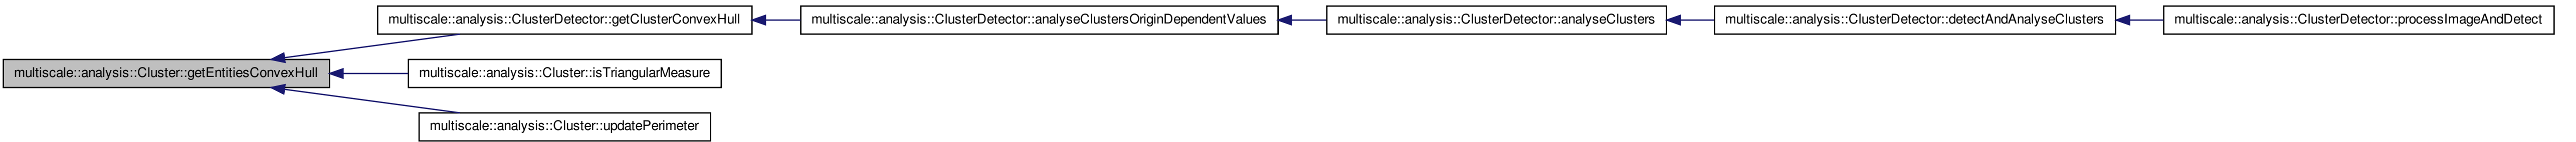 multiscale::analysis::ClusterDetector::getClusterConvexHull
multiscale::analysis::ClusterDetector::analyseClustersOriginDependentValues
multiscale::analysis::ClusterDetector::analyseClusters
multiscale::analysis::ClusterDetector::detectAndAnalyseClusters
multiscale::analysis::ClusterDetector::processImageAndDetect
multiscale::analysis::Cluster::getEntitiesConvexHull
multiscale::analysis::Cluster::isTriangularMeasure
multiscale::analysis::Cluster::updatePerimeter